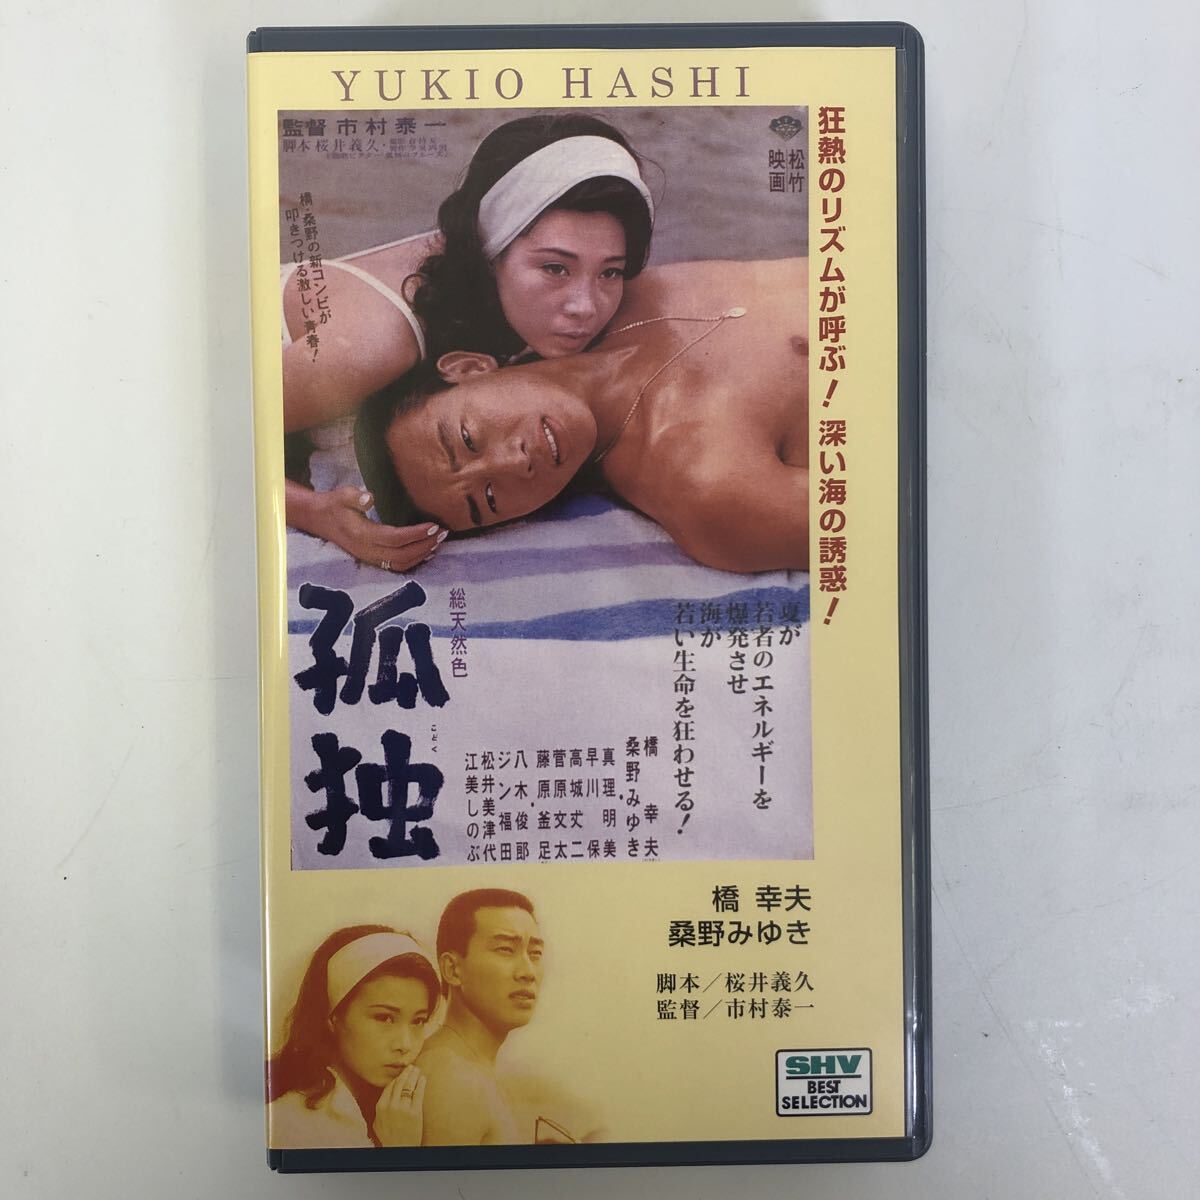 YUKIO HASHI
狂熱のリズムが呼ぶ！深い海の誘惑！
松竹
映画
監督 市村泰一
脚本 桜井義久
橋・桑野の新コンビが
叩きつける激しい青春！
総天然色
孤独
こどく
夏が
若者のエネルギーを
爆発させ
海が
若い生命を狂わせる！
橋幸夫
桑野みゆき
真理明美
早川保
高城丈二
菅原文太
藤原釜足
八木俊郎
ジン福田
松井美津代
江美しのぶ
橋 幸夫
桑野みゆき
脚本／桜井義久
監督／市村泰一
SHV
BEST
SELECTION